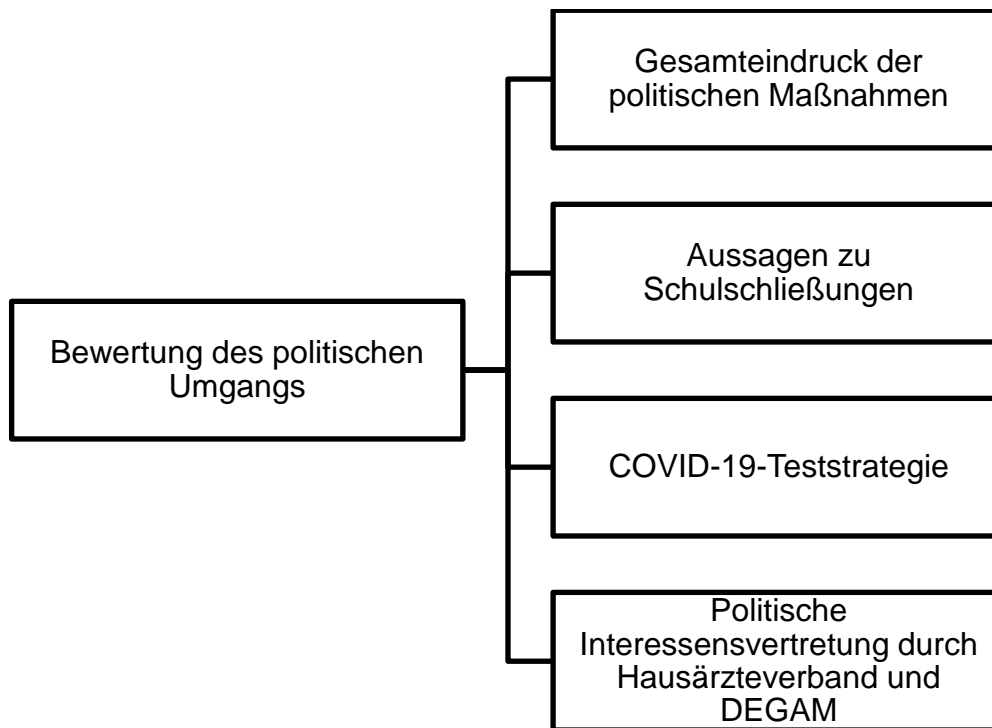 Gesamteindruck der
politischen Maßnahmen
Aussagen zu
Schulschließungen
Bewertung des politischen
Umgangs
COVID-19-Teststrategie
Politische
Interessensvertretung durch
Hausärzteverband und
DEGAM